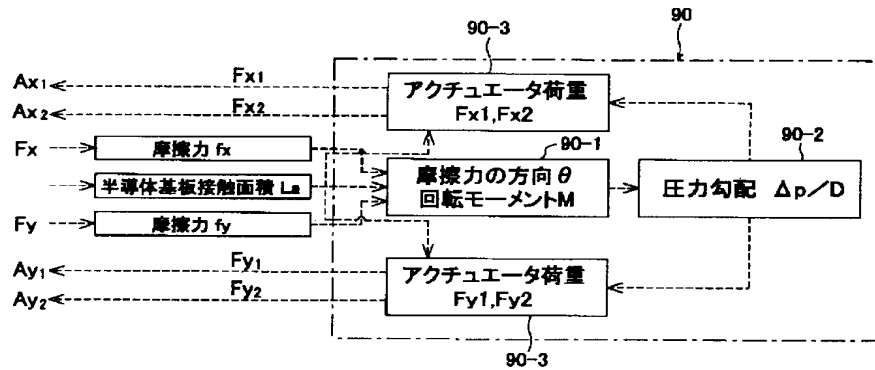 90-3
90
Ax1
Fx1
アクチュエータ荷重
Fx1,Fx2
Ax2
Fx2
90-1
90-2
Fx
摩擦力 fx
摩擦力の方向 θ
回転モーメントM
圧力勾配 Δp/D
半導体基板接触面積 La
Fy
摩擦力 fy
Ay1
Fy1
アクチュエータ荷重
Fy1,Fy2
Ay2
Fy2
90-3